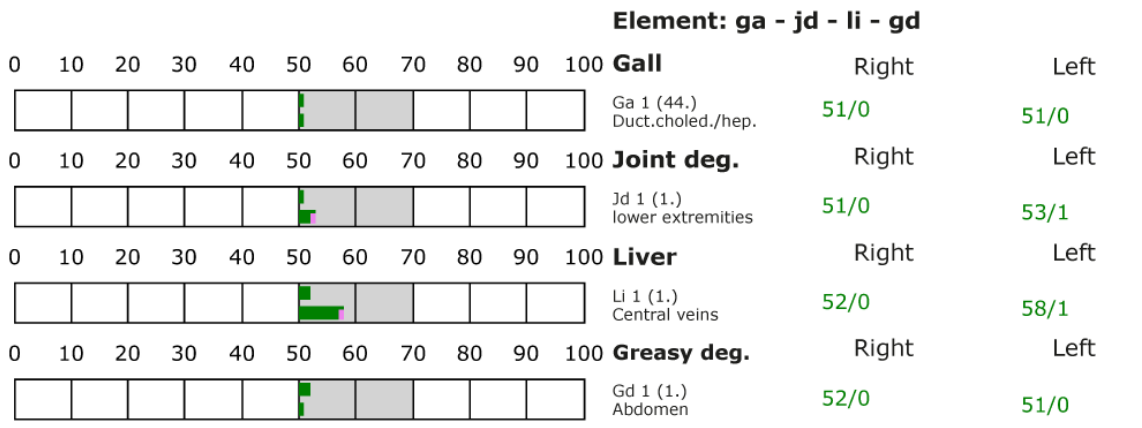 Element: ga - jd - li - gd
0 10 20 30 40 50 60 70 80 90 100 Gall Right Left
Ga 1 (44.)
Duct.choled./hep.
51/0 51/0
0 10 20 30 40 50 60 70 80 90 100 Joint deg. Right Left
Jd 1 (1.)
lower extremities
51/0 53/1
0 10 20 30 40 50 60 70 80 90 100 Liver Right Left
Li 1 (1.)
Central veins
52/0 58/1
0 10 20 30 40 50 60 70 80 90 100 Greasy deg. Right Left
Gd 1 (1.)
Abdomen
52/0 51/0